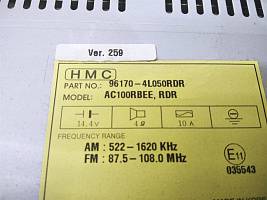 Ver. 259
HMC
PART NO.: 96170-4L050RDR
MODEL: AC100RBEE, RDR
14.4v 4Ω 10A
FREQUENCY RANGE
AM : 522 - 1620 KHz
FM : 87.5 - 108.0 MHz
E11
035543